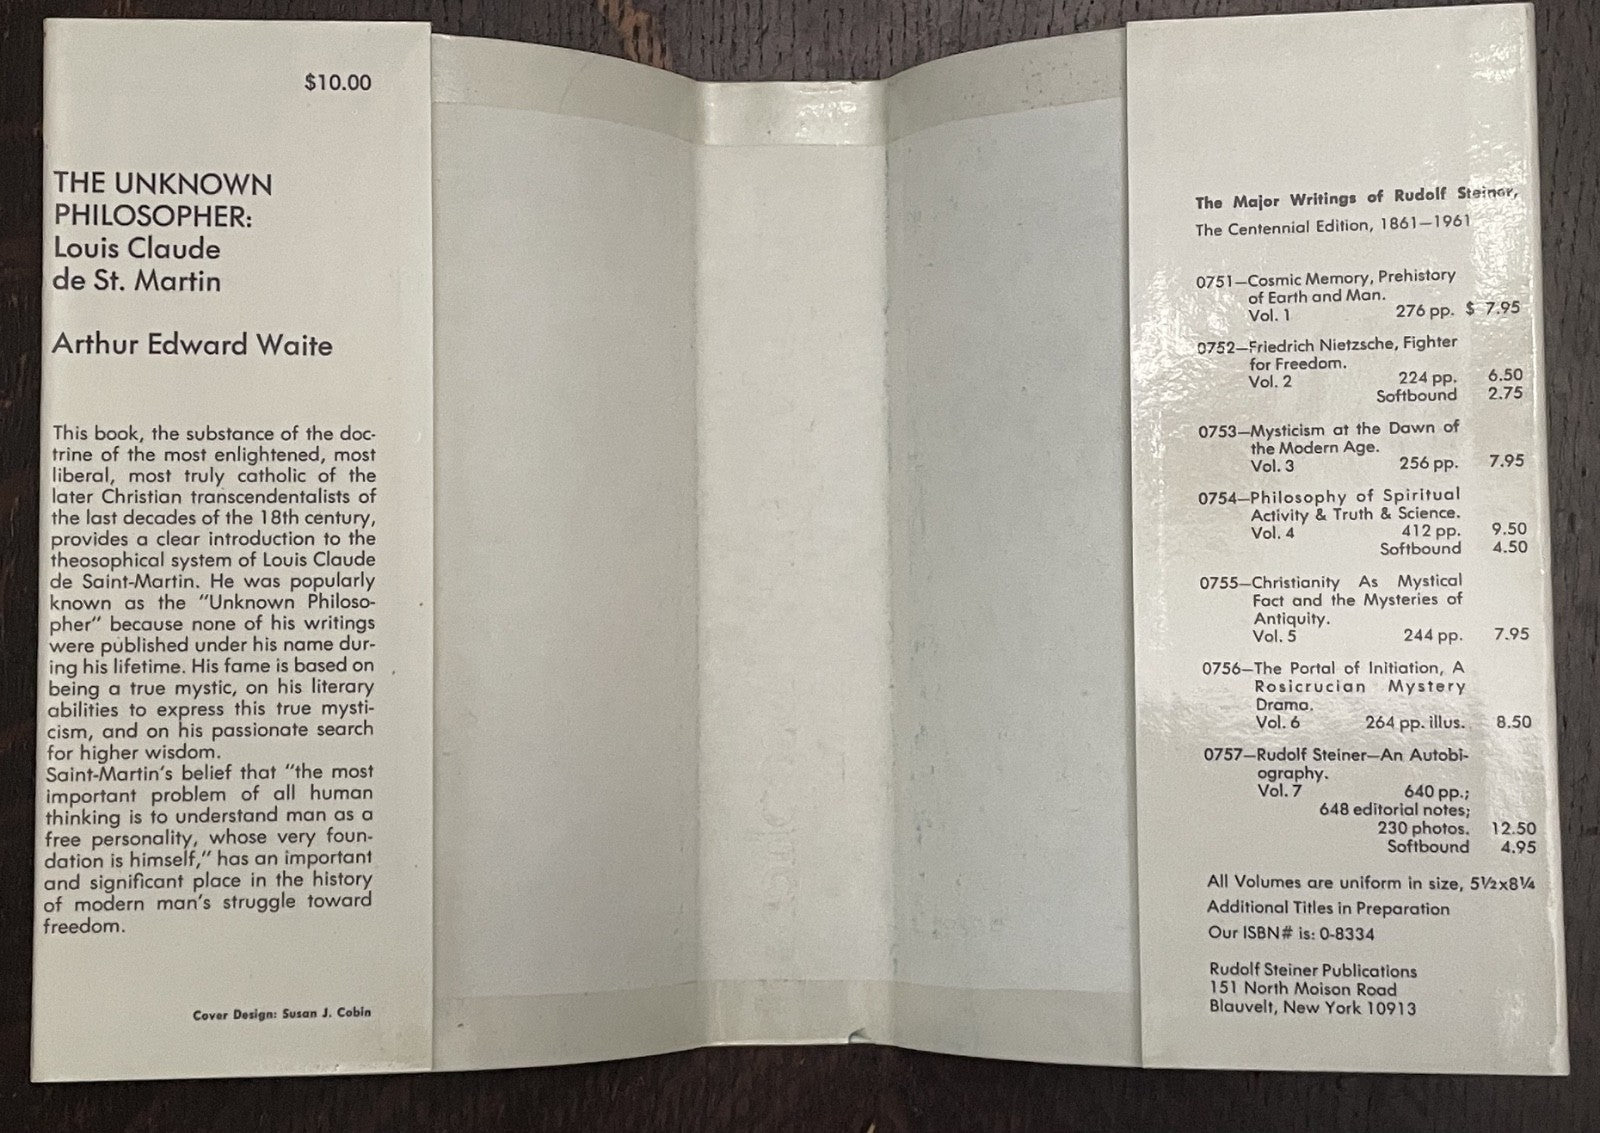 $10.00
THE UNKNOWN
PHILOSOPHER:
Louis Claude
de St. Martin
Arthur Edward Waite
This book, the substance of the doc-
trine of the most enlightened, most
liberal, most truly catholic of the
later Christian transcendentalists of
the last decades of the 18th century,
provides a clear introduction to the
theosophical system of Louis Claude
de Saint-Martin. He was popularly
known as the "Unknown Philoso-
pher" because none of his writings
were published under his name dur-
ing his lifetime. His fame is based on
being a true mystic, on his literary
abilities to express this true mysti-
cism, and on his passionate search
for higher wisdom.
Saint-Martin's belief that "the most
important problem of all human
thinking is to understand man as a
free personality, whose very foun-
dation is himself," has an important
and significant place in the history
of modern man's struggle toward
freedom.
Cover Design: Susan J. Cobin
The Major Writings of Rudolf Steiner,
The Centennial Edition, 1861—1961
0751—Cosmic Memory, Prehistory
of Earth and Man.
Vol. 1 276 pp. $ 7.95
0752—Friedrich Nietzsche, Fighter
for Freedom.
Vol. 2 224 pp. 6.50
Softbound 2.75
0753—Mysticism at the Dawn of
the Modern Age.
Vol. 3 256 pp. 7.95
0754—Philosophy of Spiritual
Activity & Truth & Science.
Vol. 4 412 pp. 9.50
Softbound 4.50
0755—Christianity As Mystical
Fact and the Mysteries of
Antiquity.
Vol. 5 244 pp. 7.95
0756—The Portal of Initiation, A
Rosicrucian Mystery
Drama.
Vol. 6 264 pp. illus. 8.50
0757—Rudolf Steiner—An Autobi-
ography.
Vol. 7 640 pp.;
648 editorial notes;
230 photos. 12.50
Softbound 4.95
All Volumes are uniform in size, 5½x8¼
Additional Titles in Preparation
Our ISBN# is: 0-8334
Rudolf Steiner Publications
151 North Moison Road
Blauvelt, New York 10913